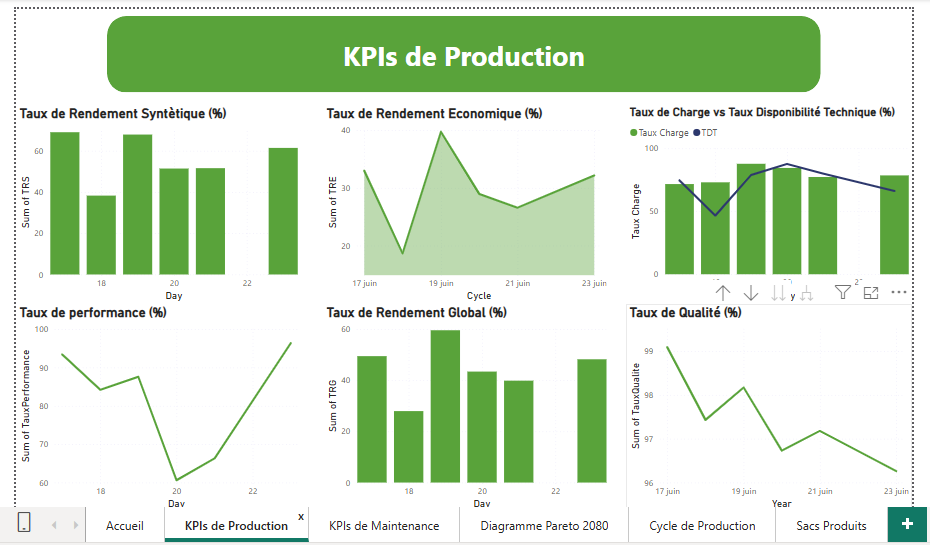 KPIs de Production
Taux de Rendement Syntètique (%)
Sum of TRS
60
40
20
0
18
20
22
Day
Taux de Rendement Economique (%)
Sum of TRE
40
30
20
17 juin
19 juin
21 juin
23 juin
Cycle
Taux de Charge vs Taux Disponibilité Technique (%)
Taux Charge TDT
Taux Charge
100
50
0
y
Taux de performance (%)
Sum of TauxPerformance
100
90
80
70
60
18
20
22
Day
Taux de Rendement Global (%)
Sum of TRG
60
40
20
0
18
20
22
Day
Taux de Qualité (%)
Sum of TauxQualite
99
98
97
96
17 juin
19 juin
21 juin
23 juin
Year
Accueil
KPIs de Production
x
KPIs de Maintenance
Diagramme Pareto 2080
Cycle de Production
Sacs Produits
+